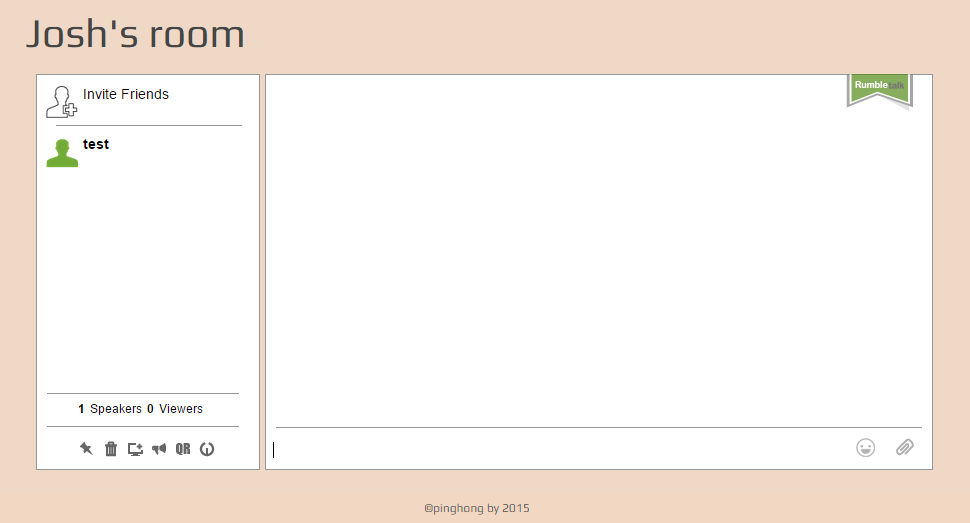 Josh's room
Invite Friends
test
1 Speakers 0 Viewers
QR
Rumbletalk
©pinghong by 2015